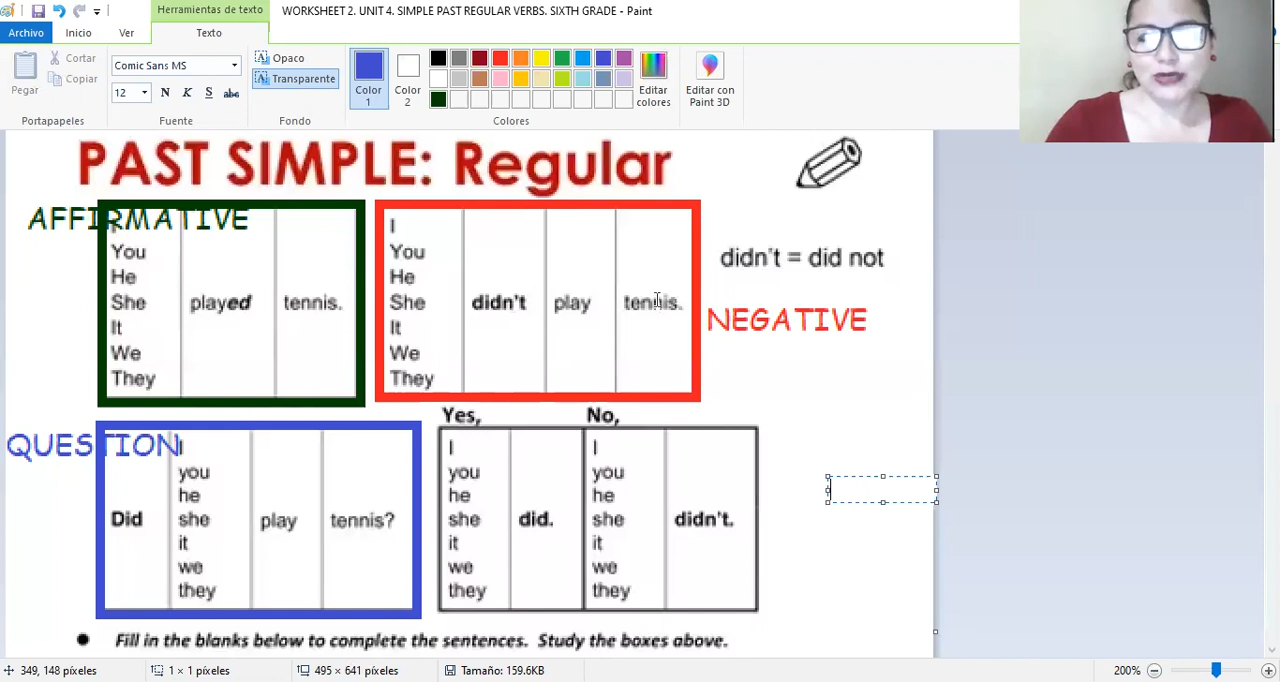 Herramientas de texto
WORKSHEET 2. UNIT 4. SIMPLE PAST REGULAR VERBS. SIXTH GRADE - Paint
Archivo Inicio Ver Texto
Pegar
Cortar
Copiar
Portapapeles
Comic Sans MS
12 N K S abc
Fuente
Opaco
Transparente
Fondo
Color 1
Color 2
Editar colores
Editar con Paint 3D
Colores
PAST SIMPLE: Regular
AFFIRMATIVE
I
You
He
She
It
We
They
played
tennis.
I
You
He
She
It
We
They
didn't
play
tennis.
didn't = did not
NEGATIVE
QUESTION
Did
I
you
he
she
it
we
they
play
tennis?
Yes,
I
you
he
she
it
we
they
did.
No,
I
you
he
she
it
we
they
didn't.
Fill in the blanks below to complete the sentences. Study the boxes above.
349, 148 píxeles 1 × 1 píxeles 495 × 641 píxeles Tamaño: 159.6KB 200%